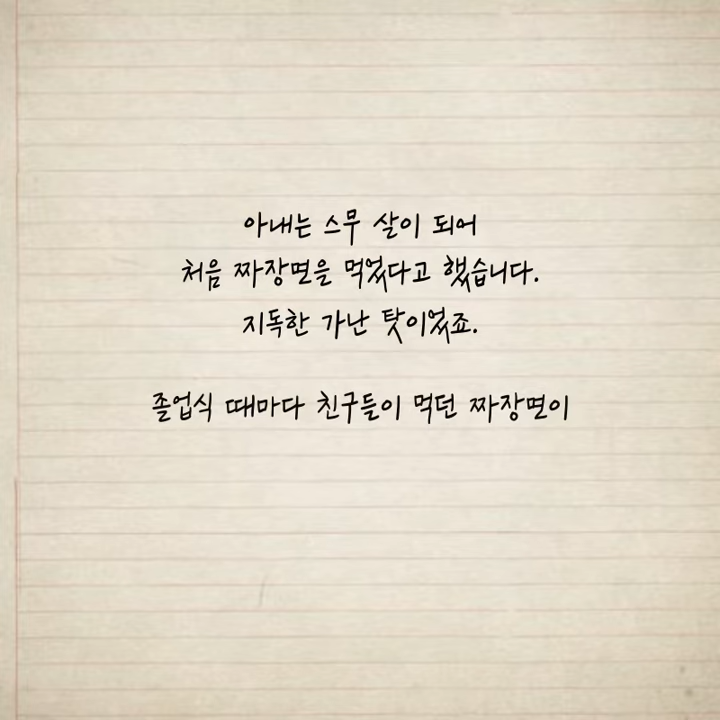 아내는 스무 살이 되어
처음 짜장면을 먹었다고 했습니다.
지독한 가난 탓이었죠.
졸업식 때마다 친구들이 먹던 짜장면이